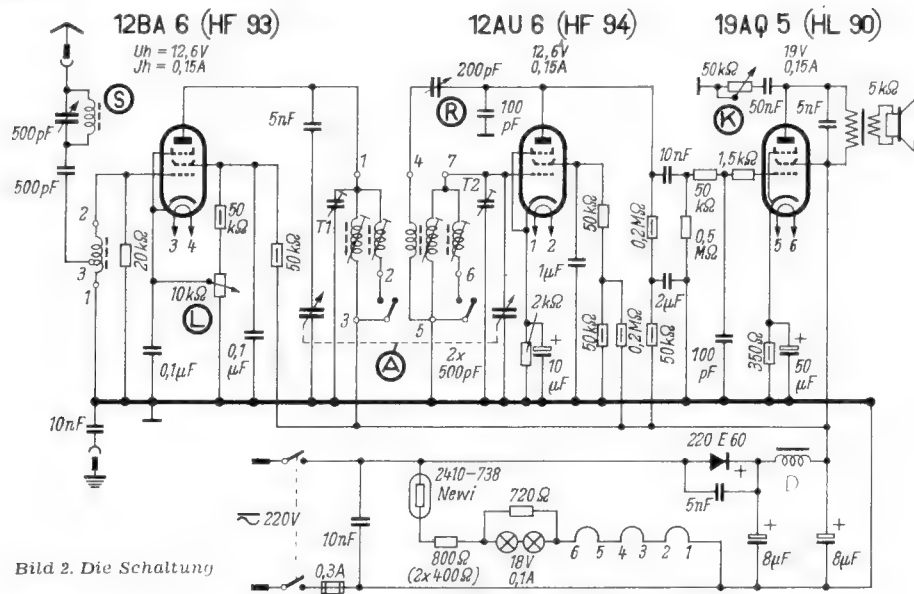 12BA 6 (HF 93)
Uh = 12,6V
Jh = 0,15A
12AU 6 (HF 94)
12,6V
0,15A
19AQ 5 (HL 90)
19V
0,15A
S
500pF
500pF
2
3
1
20kΩ
3 4
50
kΩ
10kΩ
L
0,1µF
0,1
µF
50kΩ
5nF
T1
1
2
3
A
2x
500pF
200pF
R
100
pF
4
7
T2
6
5
1 2
2kΩ
10
µF
1µF
50kΩ
50kΩ
0,2MΩ
0,2MΩ
50kΩ
10nF
2µF
0,5
MΩ
50
kΩ
1,5kΩ
100
pF
50kΩ
K
50nF
5nF
5kΩ
5 6
350Ω
50
µF
10nF
220V
0,3A
10nF
2410-738
Newi
800Ω
(2x400Ω)
720Ω
18V
0,1A
6 5 4 3 2 1
220 E 60
+
5nF
D
+
8µF
+
8µF
Bild 2. Die Schaltung